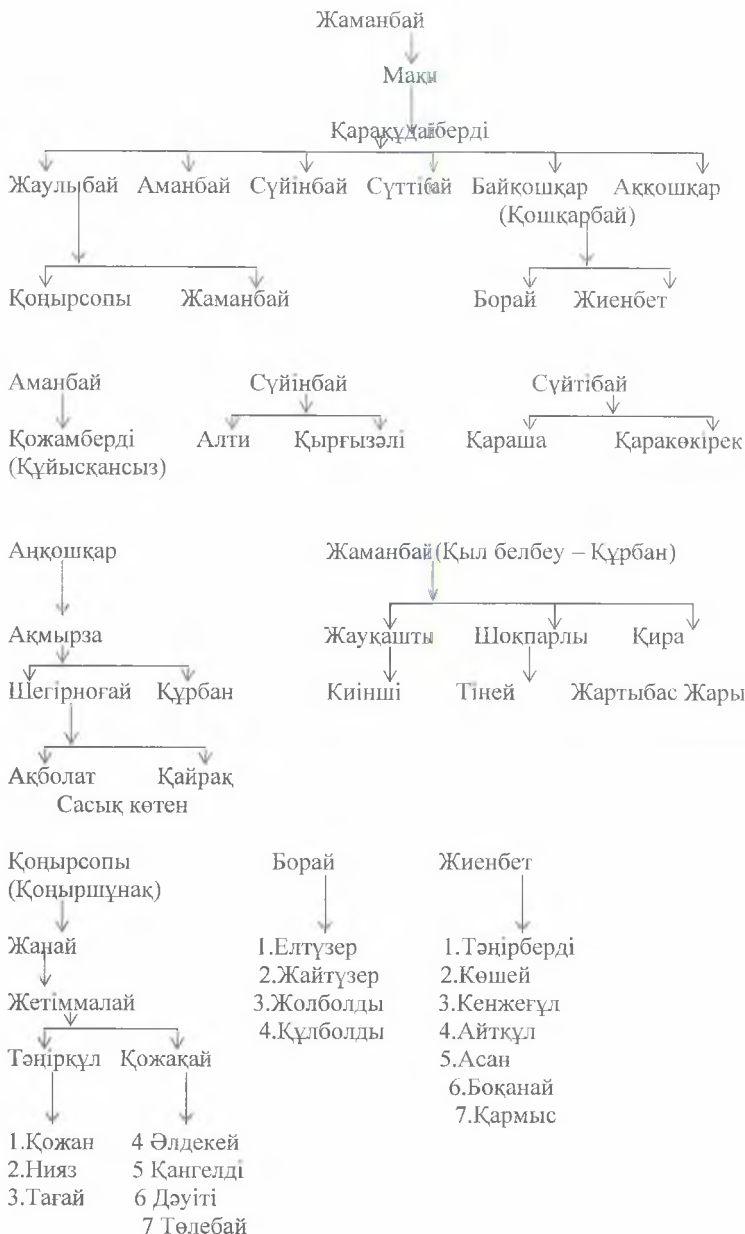 Жаманбай
Мақы
Қарақұдайберді
Жаулыбай Аманбай Сүйінбай Сүттібай Байқошқар Аққошқар
(Қошқарбай)
Қоңырсопы Жаманбай Борай Жиенбет
Аманбай Сүйінбай Сүйтібай
Қожамберді Алти Қырғызәлі Қараша Қаракөкірек
(Құйысқансыз)
Аңқошқар Жаманбай(Қыл белбеу – Құрбан)
Ақмырза Жауқашты Шоқпарлы Қира
Шегірноғай Құрбан Киінші Тіней Жартыбас Жары
Ақболат Қайрақ
Сасық көтен
Қоңырсопы Борай Жиенбет
(Қоңыршұнақ)
Жанай 1.Елтүзер 1.Тәңірберді
2.Жайтүзер 2.Көшей
Жетіммалай 3.Жолболды 3.Кенжеғұл
4.Құлболды 4.Айтқұл
Тәңірқұл Қожақай 5.Асан
6.Боқанай
7.Қармыс
1.Қожан 4 Әлдекей
2.Нияз 5 Қангелді
3.Тағай 6 Дәуіті
7 Төлебай